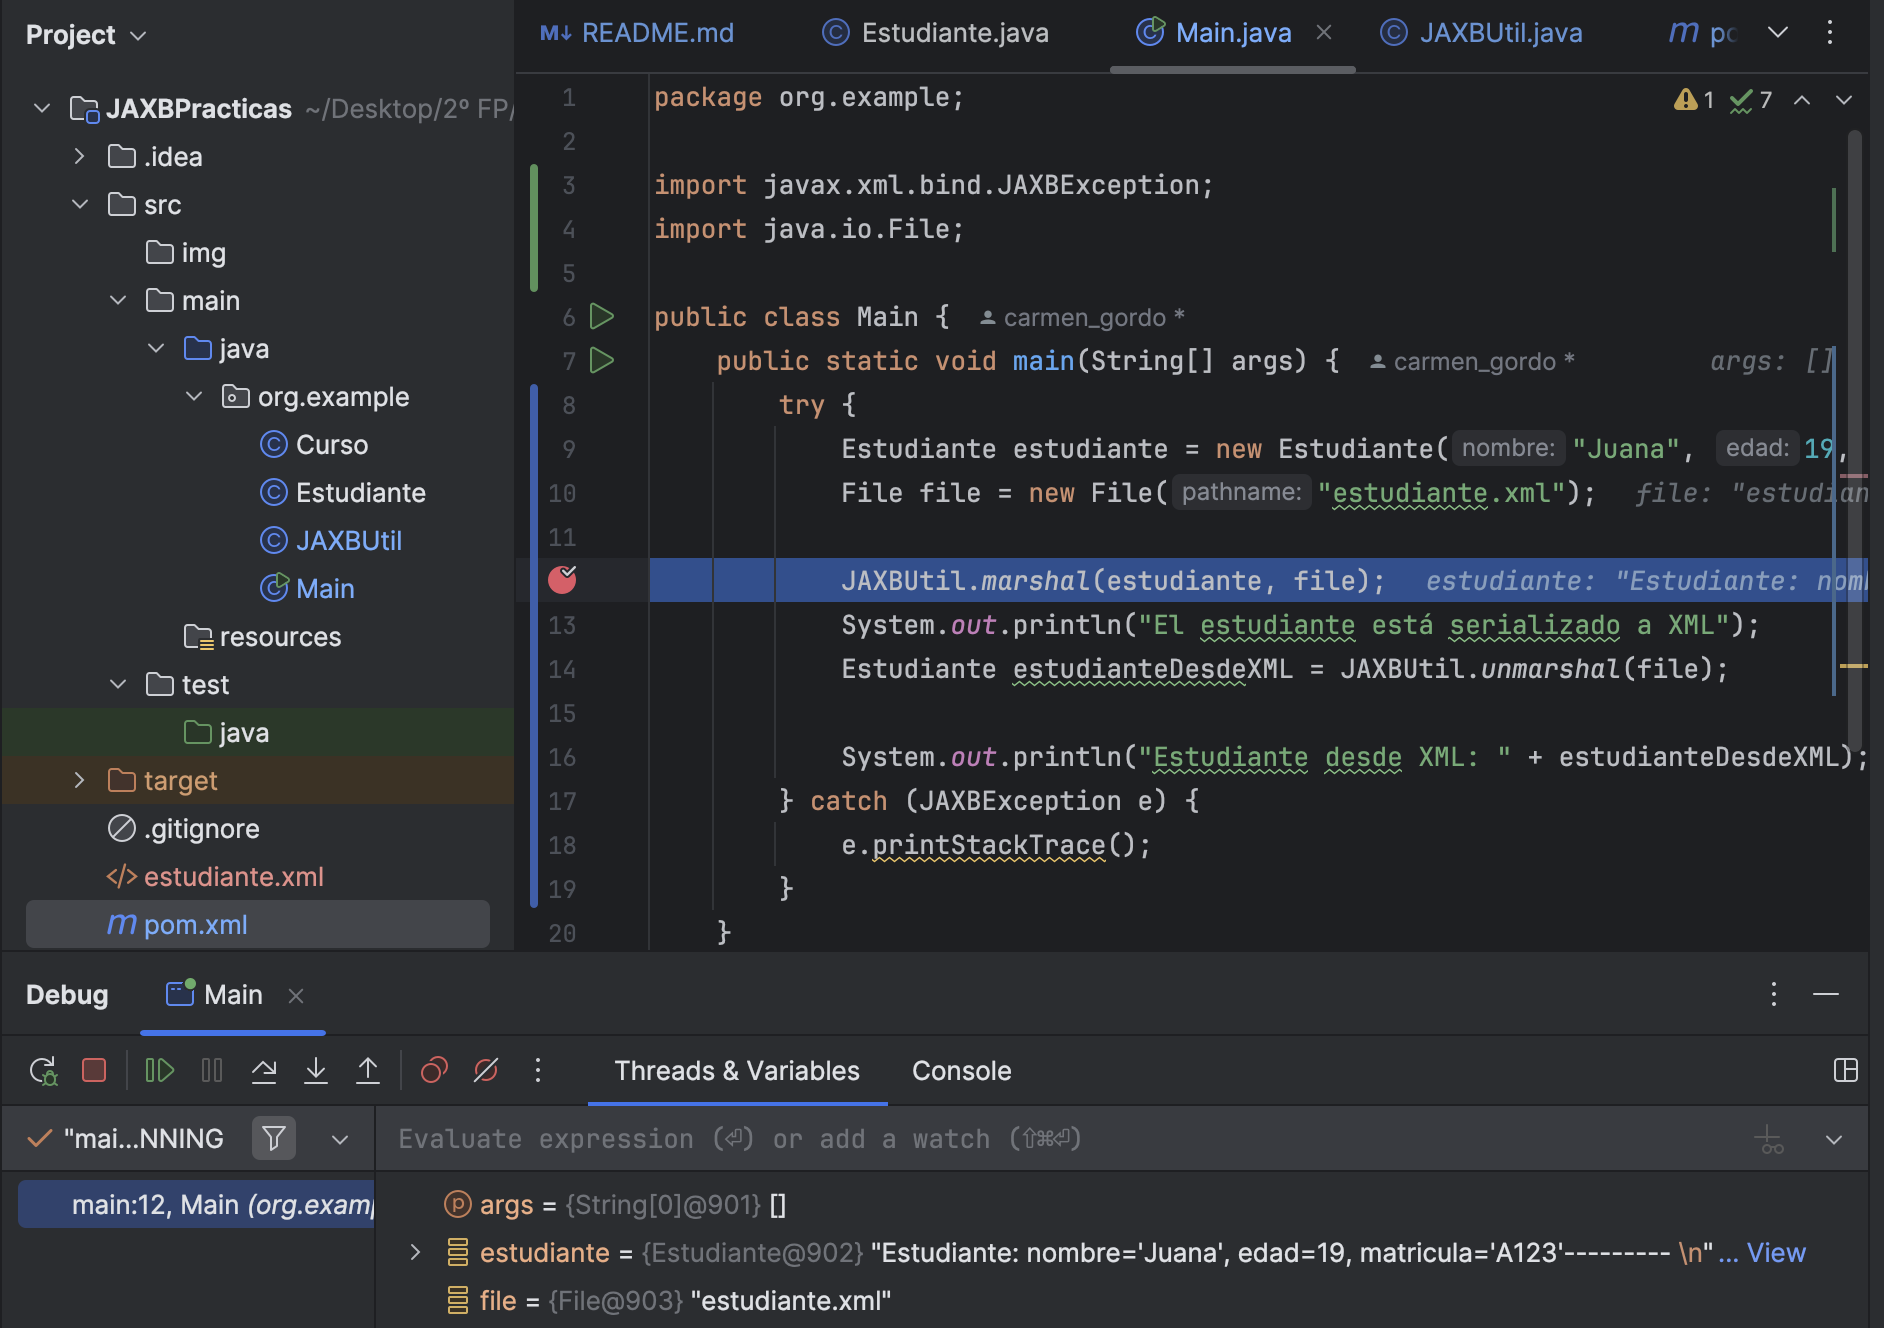 Project
README.md
Estudiante.java
Main.java
JAXBUtil.java
JAXBPracticas ~/Desktop/2º FP/
.idea
src
img
main
java
org.example
Curso
Estudiante
JAXBUtil
Main
resources
test
java
target
.gitignore
estudiante.xml
pom.xml
1 7
1 package org.example;
2
3 import javax.xml.bind.JAXBException;
4 import java.io.File;
5
6 public class Main { carmen_gordo *
7 public static void main(String[] args) { carmen_gordo * args: []
8 try {
9 Estudiante estudiante = new Estudiante( nombre: "Juana", edad: 19,
10 File file = new File( pathname: "estudiante.xml"); file: "estudian
11
JAXBUtil.marshal(estudiante, file); estudiante: "Estudiante: nom
13 System.out.println("El estudiante está serializado a XML");
14 Estudiante estudianteDesdeXML = JAXBUtil.unmarshal(file);
15
16 System.out.println("Estudiante desde XML: " + estudianteDesdeXML);
17 } catch (JAXBException e) {
18 e.printStackTrace();
19 }
20 }
Debug Main
Threads & Variables Console
"mai...NNING
Evaluate expression (⏎) or add a watch (⇧⌘⏎)
main:12, Main (org.examp
args = {String[0]@901} []
estudiante = {Estudiante@902} "Estudiante: nombre='Juana', edad=19, matricula='A123'--------- \n" ... View
file = {File@903} "estudiante.xml"